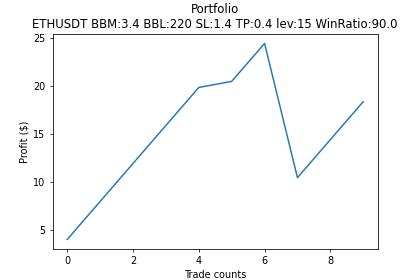 Portfolio
ETHUSDT BBM:3.4 BBL:220 SL:1.4 TP:0.4 lev:15 WinRatio:90.0
25
20
15
10
5
Profit ($)
0 2 4 6 8
Trade counts